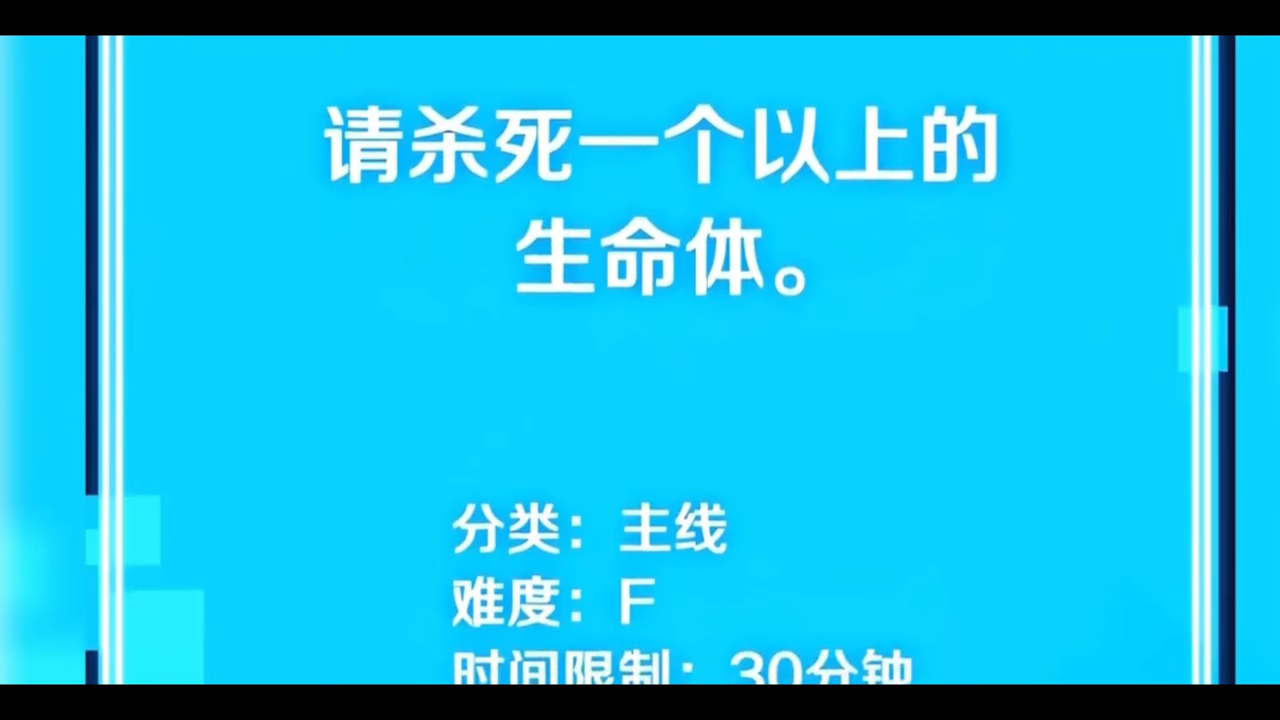 请杀死一个以上的
生命体。
分类：主线
难度：F
时间限制：30分钟